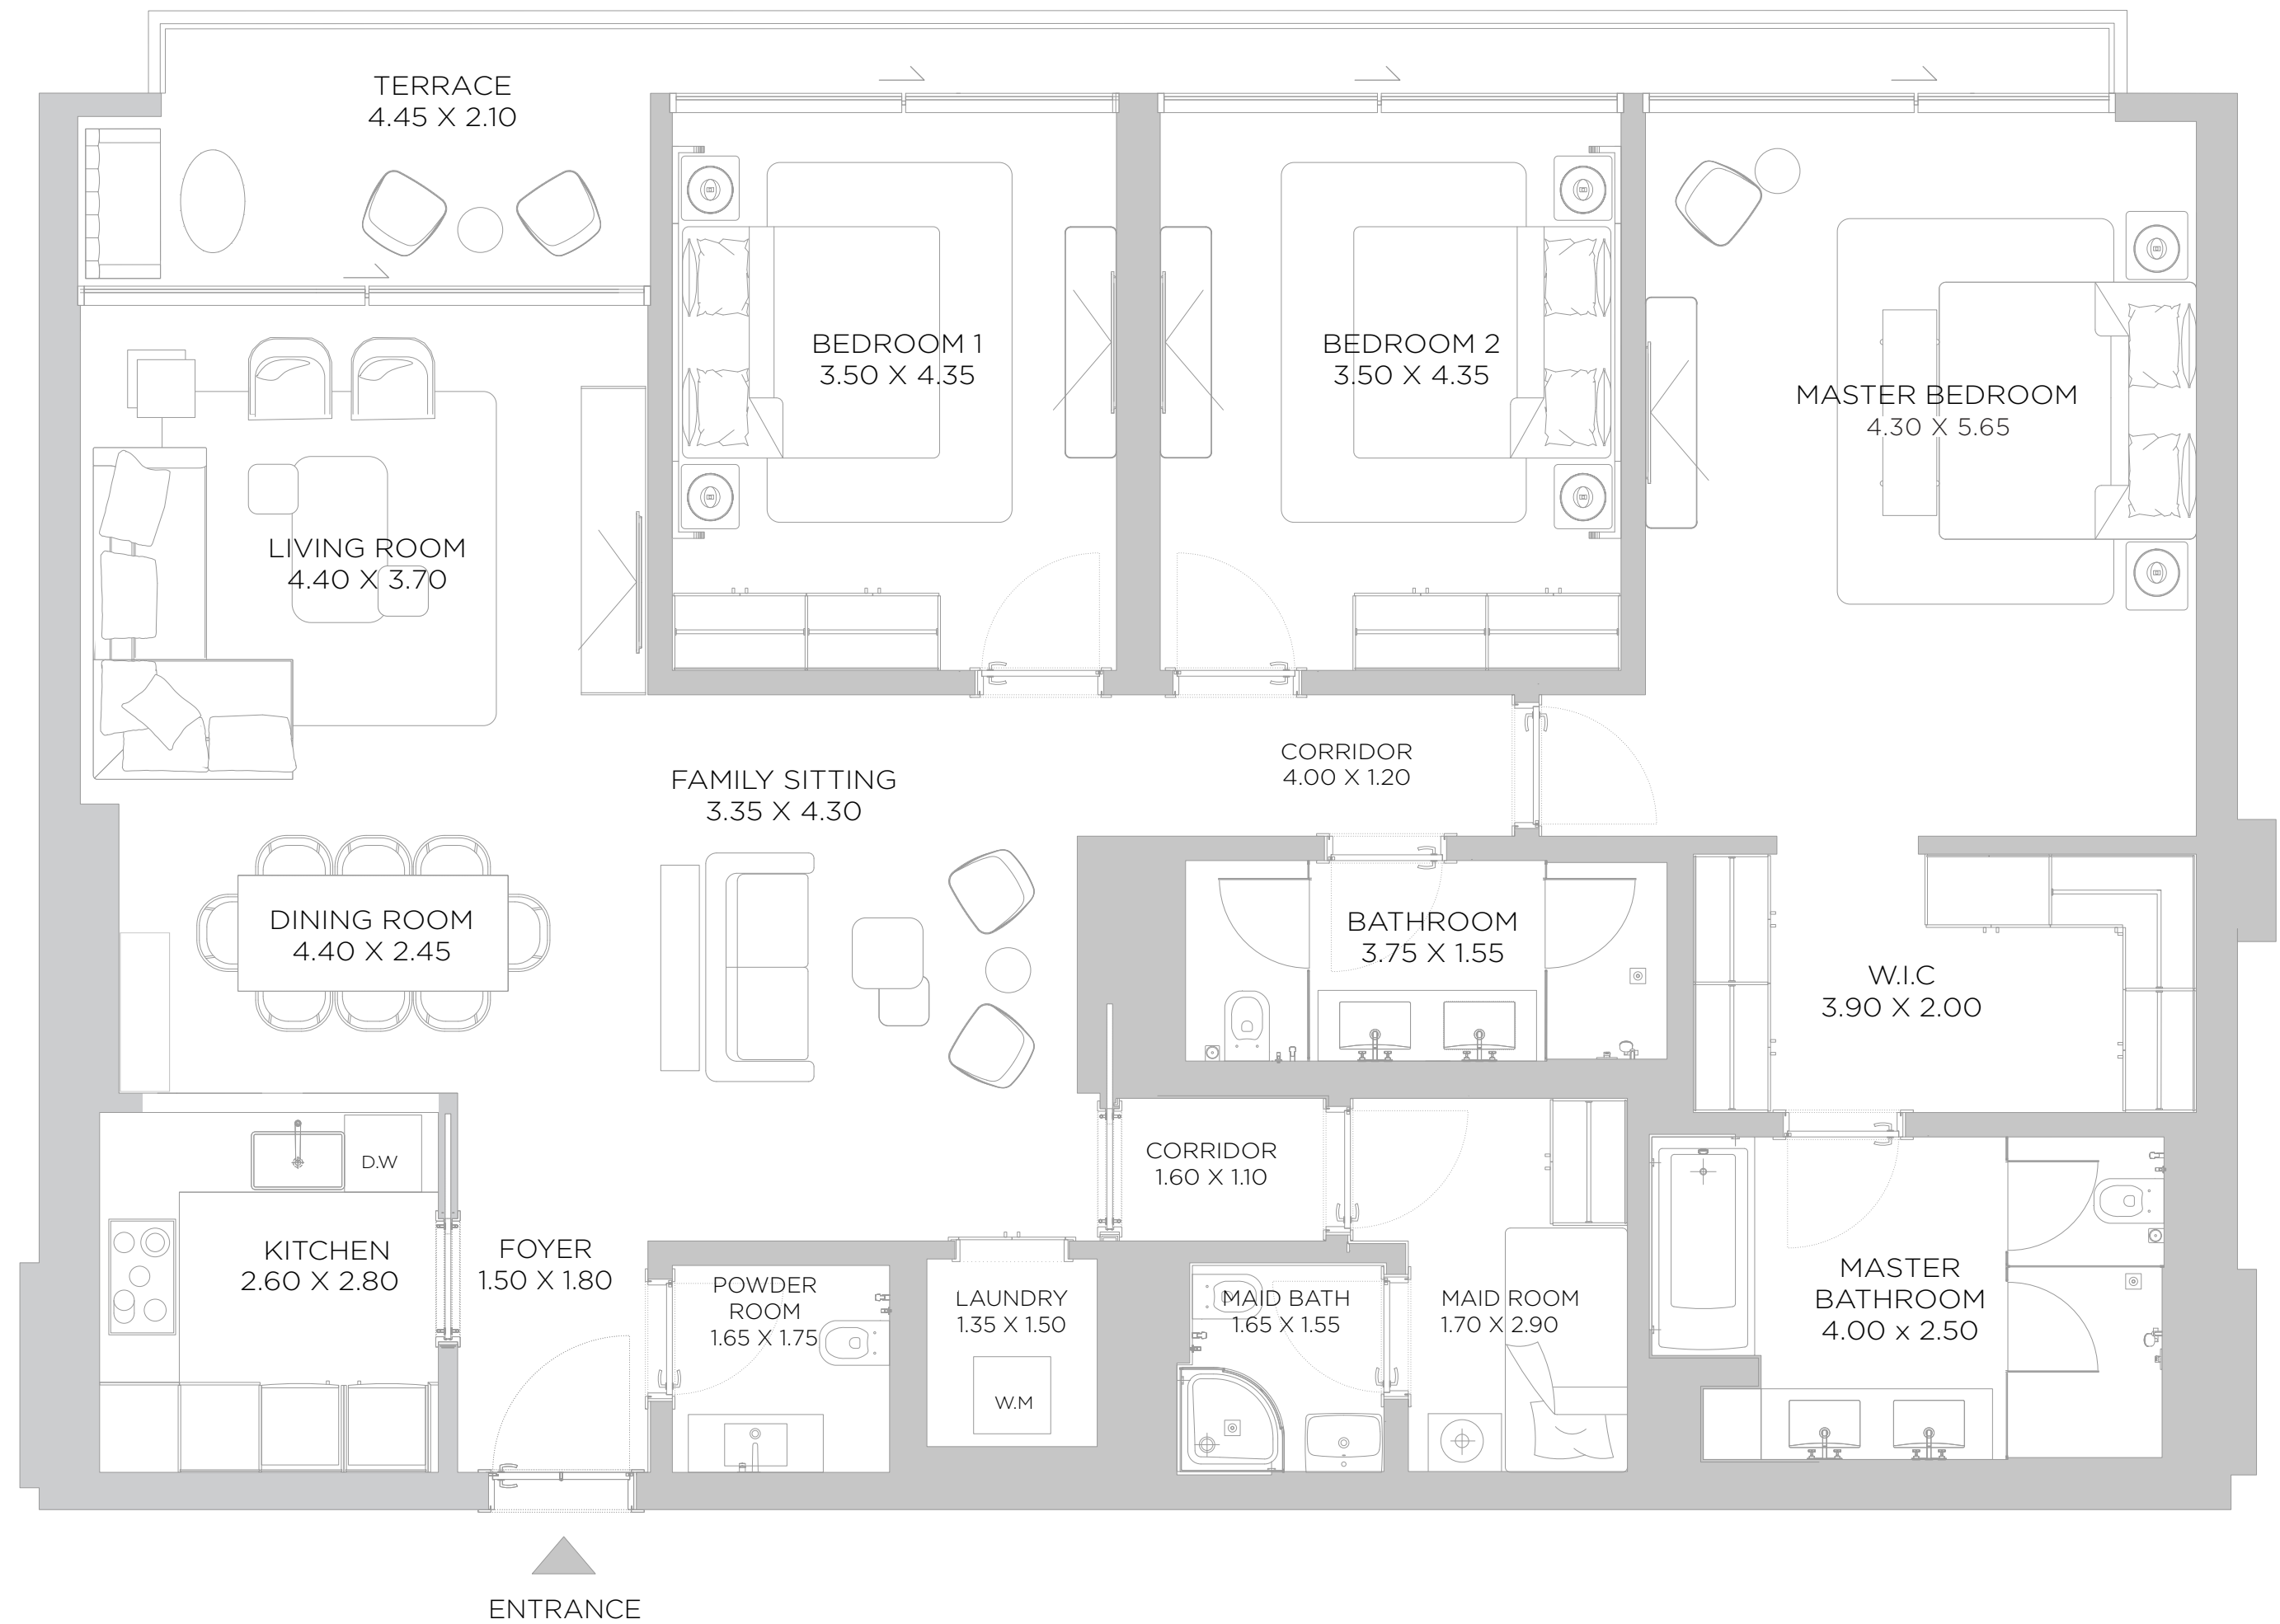 TERRACE
4.45 X 2.10
BEDROOM 1
3.50 X 4.35
BEDROOM 2
3.50 X 4.35
MASTER BEDROOM
4.30 X 5.65
LIVING ROOM
4.40 X 3.70
FAMILY SITTING
3.35 X 4.30
CORRIDOR
4.00 X 1.20
DINING ROOM
4.40 X 2.45
BATHROOM
3.75 X 1.55
W.I.C
3.90 X 2.00
D.W
KITCHEN
2.60 X 2.80
FOYER
1.50 X 1.80
POWDER
ROOM
1.65 X 1.75
LAUNDRY
1.35 X 1.50
W.M
CORRIDOR
1.60 X 1.10
MAID BATH
1.65 X 1.55
MAID ROOM
1.70 X 2.90
MASTER
BATHROOM
4.00 x 2.50
ENTRANCE